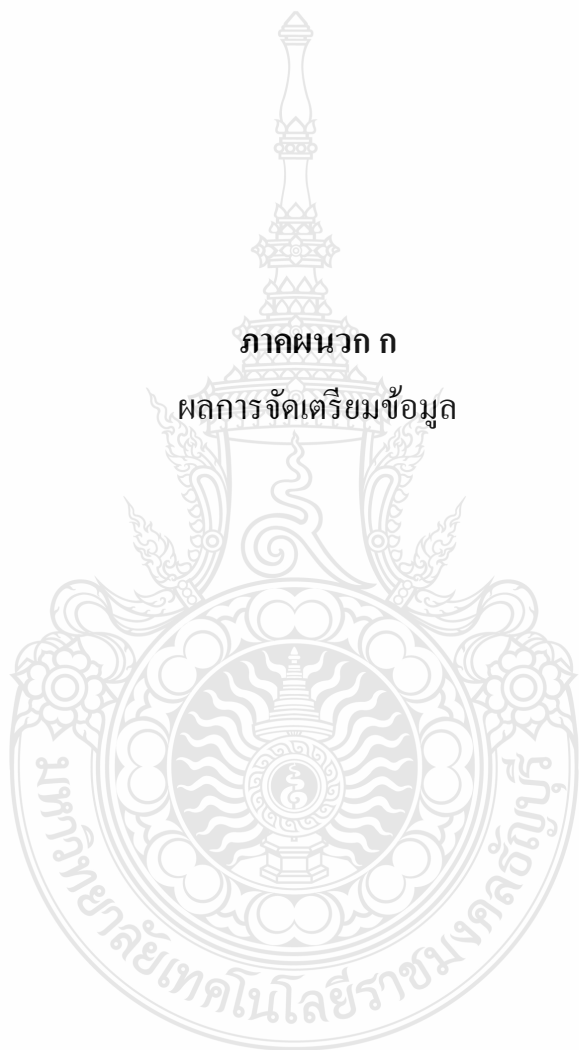 ภาคผนวก ก
ผลการจัดเตรียมข้อมูล
มหาวิทยาลัยเทคโนโลยีราชมงคลธัญบุรี